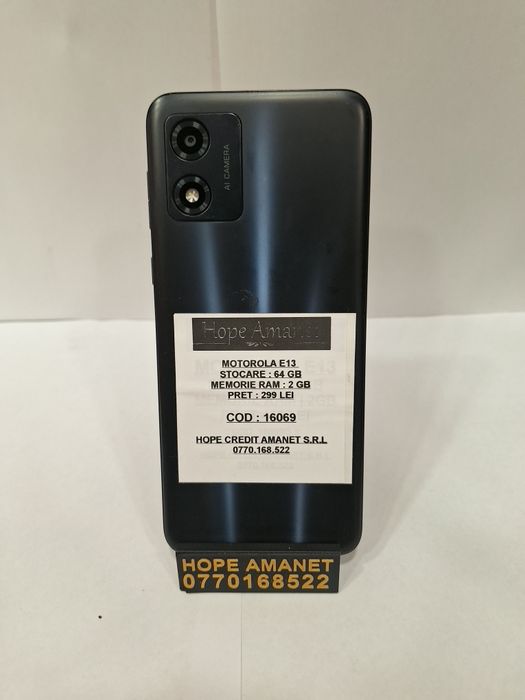 AI CAMERA
Hope Amanet
MOTOROLA E13
STOCARE : 64 GB
MEMORIE RAM : 2 GB
PRET : 299 LEI
COD : 16069
HOPE CREDIT AMANET S.R.L
0770.168.522
HOPE AMANET
0770168522